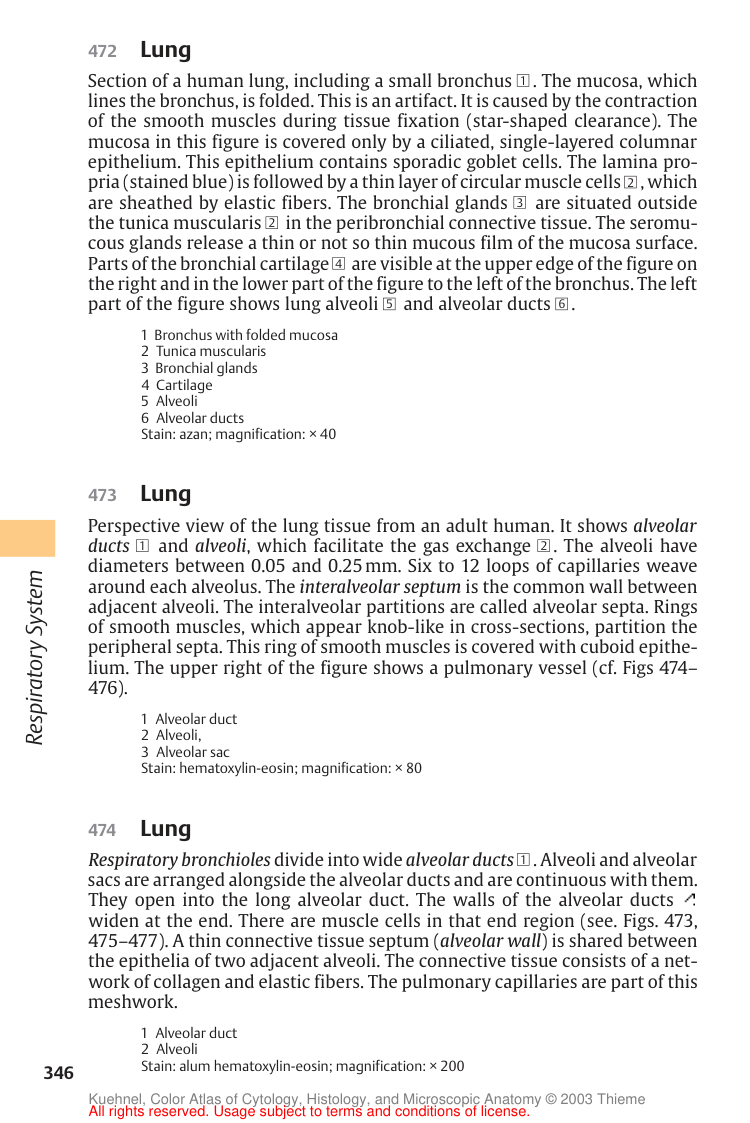 472 Lung
Section of a human lung, including a small bronchus 1. The mucosa, which
lines the bronchus, is folded. This is an artifact. It is caused by the contraction
of the smooth muscles during tissue fixation (star-shaped clearance). The
mucosa in this figure is covered only by a ciliated, single-layered columnar
epithelium. This epithelium contains sporadic goblet cells. The lamina pro-
pria (stained blue) is followed by a thin layer of circular muscle cells 2, which
are sheathed by elastic fibers. The bronchial glands 3 are situated outside
the tunica muscularis 2 in the peribronchial connective tissue. The seromu-
cous glands release a thin or not so thin mucous film of the mucosa surface.
Parts of the bronchial cartilage 4 are visible at the upper edge of the figure on
the right and in the lower part of the figure to the left of the bronchus. The left
part of the figure shows lung alveoli 5 and alveolar ducts 6.
1 Bronchus with folded mucosa
2 Tunica muscularis
3 Bronchial glands
4 Cartilage
5 Alveoli
6 Alveolar ducts
Stain: azan; magnification: × 40
473 Lung
Perspective view of the lung tissue from an adult human. It shows alveolar
ducts 1 and alveoli, which facilitate the gas exchange 2. The alveoli have
diameters between 0.05 and 0.25 mm. Six to 12 loops of capillaries weave
around each alveolus. The interalveolar septum is the common wall between
adjacent alveoli. The interalveolar partitions are called alveolar septa. Rings
of smooth muscles, which appear knob-like in cross-sections, partition the
peripheral septa. This ring of smooth muscles is covered with cuboid epithe-
lium. The upper right of the figure shows a pulmonary vessel (cf. Figs 474–
476).
1 Alveolar duct
2 Alveoli,
3 Alveolar sac
Stain: hematoxylin-eosin; magnification: × 80
474 Lung
Respiratory bronchioles divide into wide alveolar ducts 1. Alveoli and alveolar
sacs are arranged alongside the alveolar ducts and are continuous with them.
They open into the long alveolar duct. The walls of the alveolar ducts
widen at the end. There are muscle cells in that end region (see. Figs. 473,
475–477). A thin connective tissue septum (alveolar wall) is shared between
the epithelia of two adjacent alveoli. The connective tissue consists of a net-
work of collagen and elastic fibers. The pulmonary capillaries are part of this
meshwork.
1 Alveolar duct
2 Alveoli
Stain: alum hematoxylin-eosin; magnification: × 200
Respiratory System
346
Kuehnel, Color Atlas of Cytology, Histology, and Microscopic Anatomy © 2003 Thieme
All rights reserved. Usage subject to terms and conditions of license.